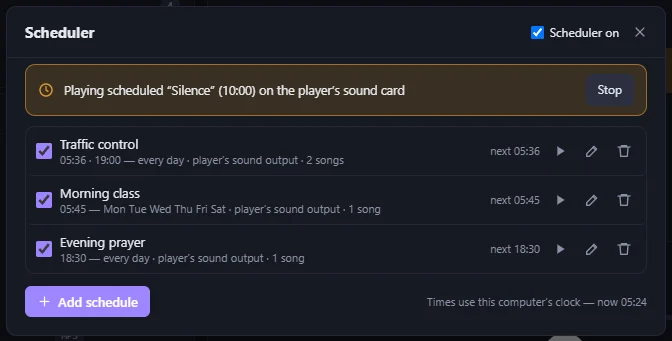 Scheduler
Scheduler on
Playing scheduled “Silence” (10:00) on the player's sound card
Stop
Traffic control
05:36 · 19:00 — every day · player's sound output · 2 songs
next 05:36
Morning class
05:45 — Mon Tue Wed Thu Fri Sat · player's sound output · 1 song
next 05:45
Evening prayer
18:30 — every day · player's sound output · 1 song
next 18:30
+ Add schedule
Times use this computer's clock — now 05:24